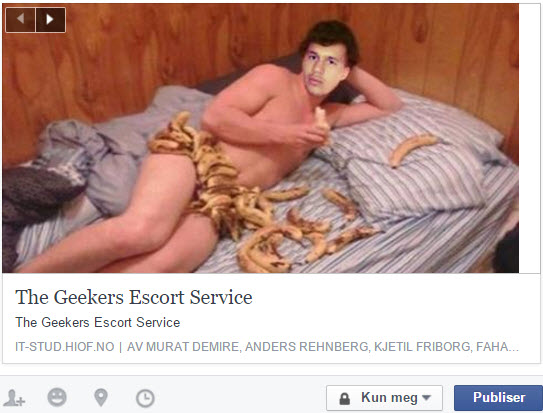 The Geekers Escort Service
The Geekers Escort Service
IT-STUD.HIOF.NO | AV MURAT DEMIRE, ANDERS REHNBERG, KJETIL FRIBORG, FAHA...
Kun meg
Publiser